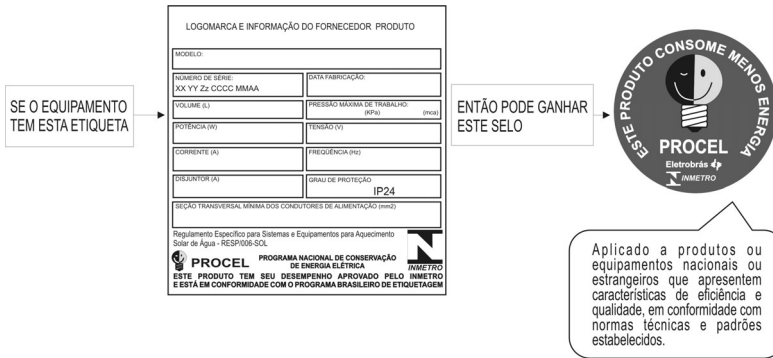 SE O EQUIPAMENTO
TEM ESTA ETIQUETA
LOGOMARCA E INFORMAÇÃO DO FORNECEDOR PRODUTO
MODELO:
NÚMERO DE SÉRIE:
XX YY Zz CCCC MMAA
DATA FABRICAÇÃO:
VOLUME (L)
PRESSÃO MÁXIMA DE TRABALHO:
(KPa) (mca)
POTÊNCIA (W)
TENSÃO (V)
CORRENTE (A)
FREQÜÊNCIA (Hz)
DISJUNTOR (A)
GRAU DE PROTEÇÃO
IP24
SEÇÃO TRANSVERSAL MÍNIMA DOS CONDUTORES DE ALIMENTAÇÃO (mm2)
Regulamento Específico para Sistemas e Equipamentos para Aquecimento
Solar de Água - RESP/006-SOL
PROCEL
PROGRAMA NACIONAL DE CONSERVAÇÃO
DE ENERGIA ELÉTRICA
INMETRO
ESTE PRODUTO TEM SEU DESEMPENHO APROVADO PELO INMETRO
E ESTÁ EM CONFORMIDADE COM O PROGRAMA BRASILEIRO DE ETIQUETAGEM
ENTÃO PODE GANHAR
ESTE SELO
ESTE PRODUTO CONSOME MENOS ENERGIA
PROCEL
Eletrobrás
INMETRO
Aplicado a produtos ou
equipamentos nacionais ou
estrangeiros que apresentem
características de eficiência e
qualidade, em conformidade com
normas técnicas e padrões
estabelecidos.